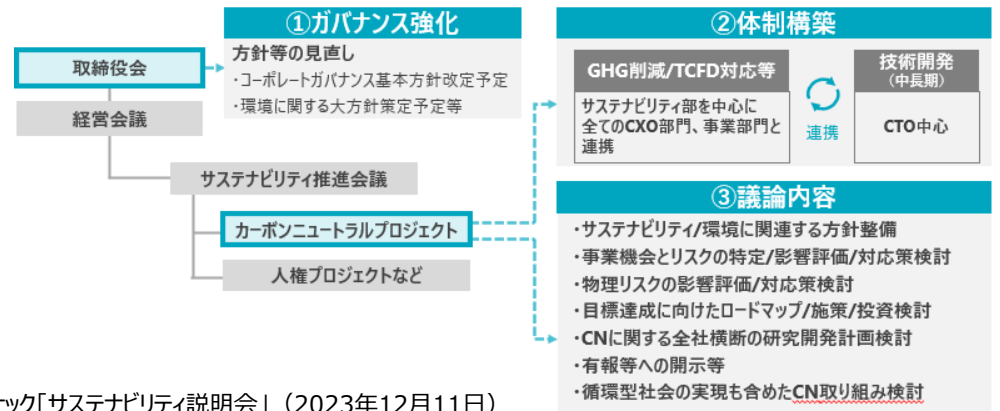 ①ガバナンス強化
方針等の見直し
・コーポレートガバナンス基本方針改定予定
・環境に関する大方針策定予定等
取締役会
経営会議
サステナビリティ推進会議
カーボンニュートラルプロジェクト
人権プロジェクトなど
②体制構築
GHG削減/TCFD対応等
サステナビリティ部を中心に
全てのCXO部門、事業部門と
連携
連携
技術開発
（中長期）
CTO中心
③議論内容
・サステナビリティ/環境に関連する方針整備
・事業機会とリスクの特定/影響評価/対応策検討
・物理リスクの影響評価/対応策検討
・目標達成に向けたロードマップ/施策/投資検討
・CNに関する全社横断の研究開発計画検討
・有報等への開示等
・循環型社会の実現も含めたCN取り組み検討
ック「サステナビリティ説明会」（2023年12月11日）